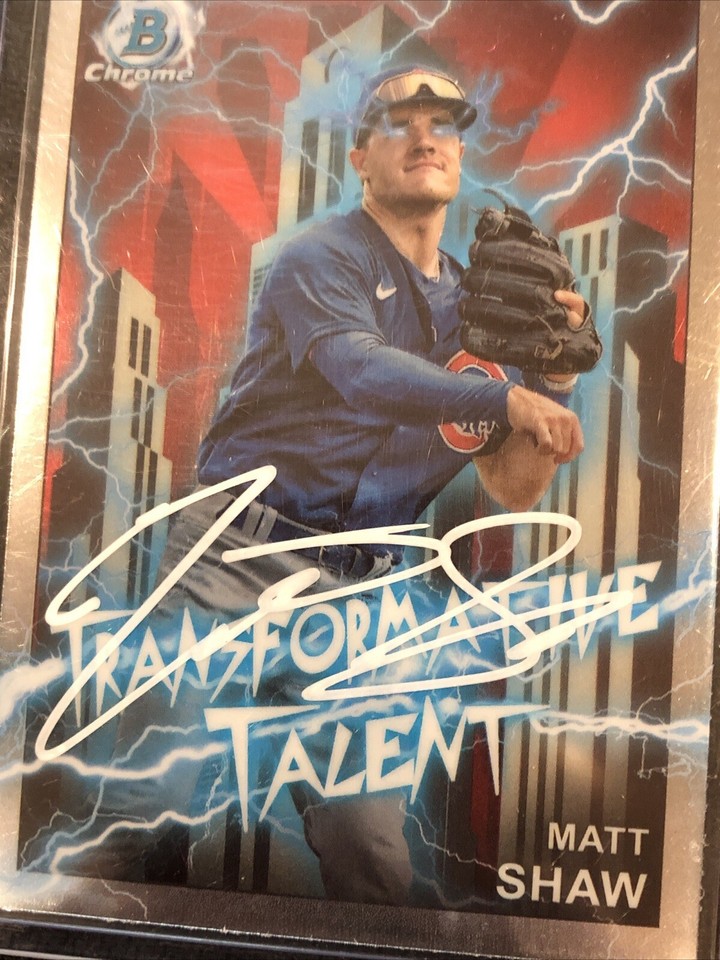 B
Chrome
TRANSFORMATIVE
TALENT
MATT
SHAW